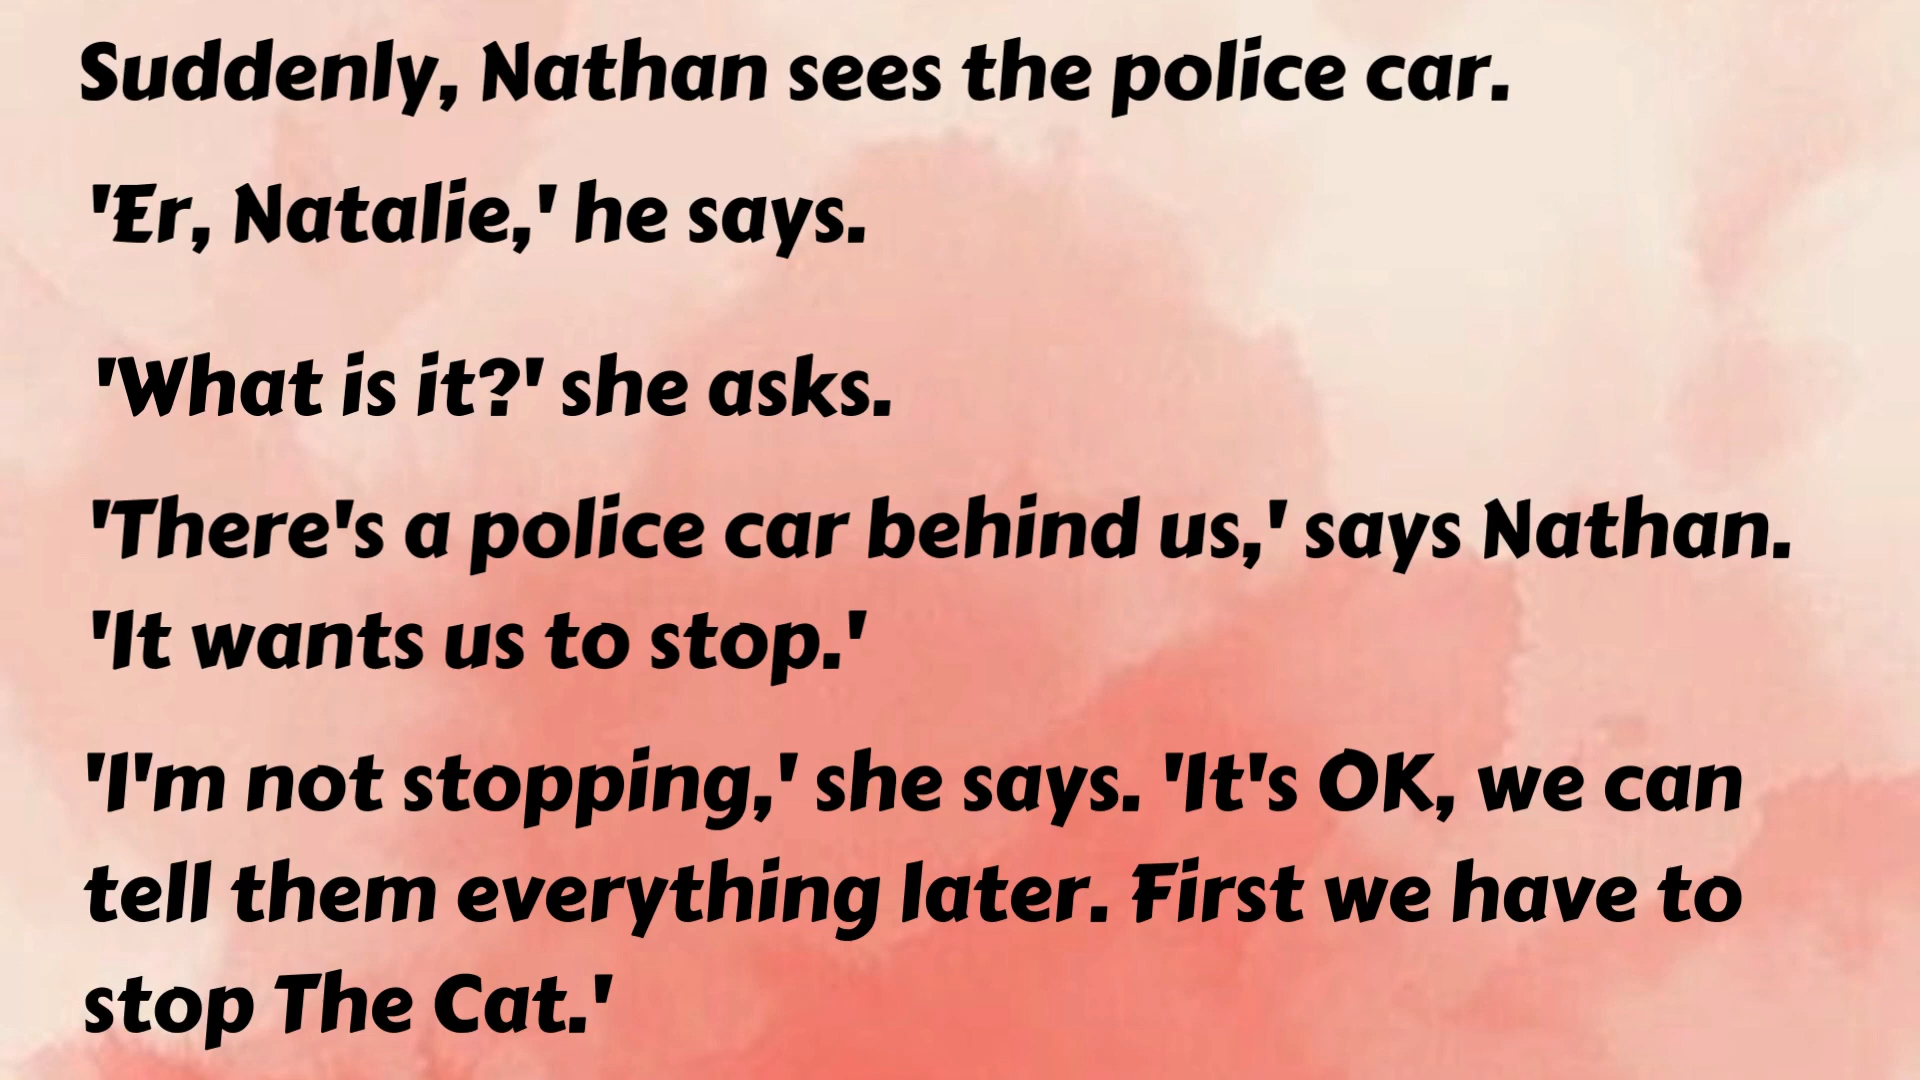 Suddenly, Nathan sees the police car.
'Er, Natalie,' he says.
'What is it?' she asks.
'There's a police car behind us,' says Nathan.
'It wants us to stop.'
'I'm not stopping,' she says. 'It's OK, we can
tell them everything later. First we have to
stop The Cat.'